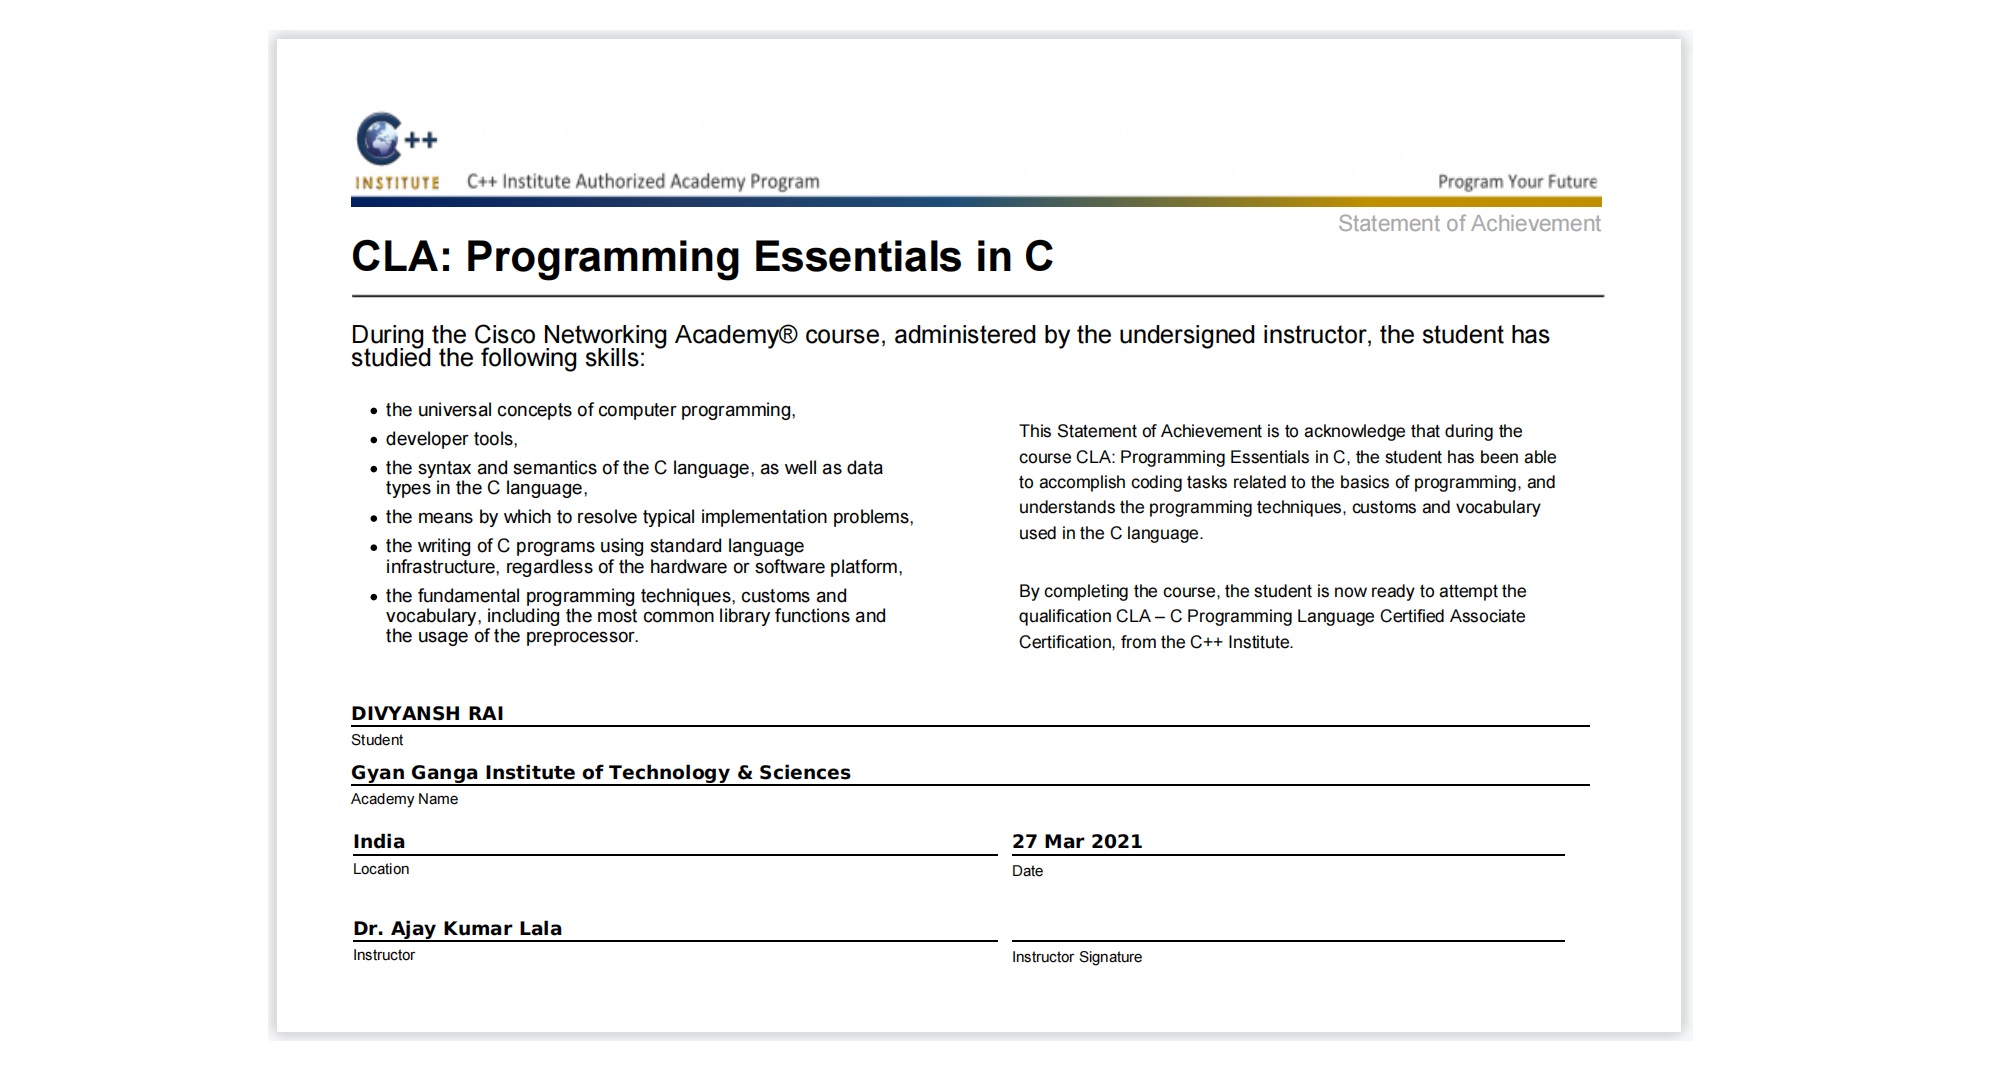 C++
INSTITUTE
C++ Institute Authorized Academy Program
Program Your Future
Statement of Achievement
CLA: Programming Essentials in C
During the Cisco Networking Academy® course, administered by the undersigned instructor, the student has
studied the following skills:
• the universal concepts of computer programming,
• developer tools,
• the syntax and semantics of the C language, as well as data
types in the C language,
• the means by which to resolve typical implementation problems,
• the writing of C programs using standard language
infrastructure, regardless of the hardware or software platform,
• the fundamental programming techniques, customs and
vocabulary, including the most common library functions and
the usage of the preprocessor.
This Statement of Achievement is to acknowledge that during the
course CLA: Programming Essentials in C, the student has been able
to accomplish coding tasks related to the basics of programming, and
understands the programming techniques, customs and vocabulary
used in the C language.
By completing the course, the student is now ready to attempt the
qualification CLA – C Programming Language Certified Associate
Certification, from the C++ Institute.
DIVYANSH RAI
Student
Gyan Ganga Institute of Technology & Sciences
Academy Name
India
Location
27 Mar 2021
Date
Dr. Ajay Kumar Lala
Instructor
Instructor Signature